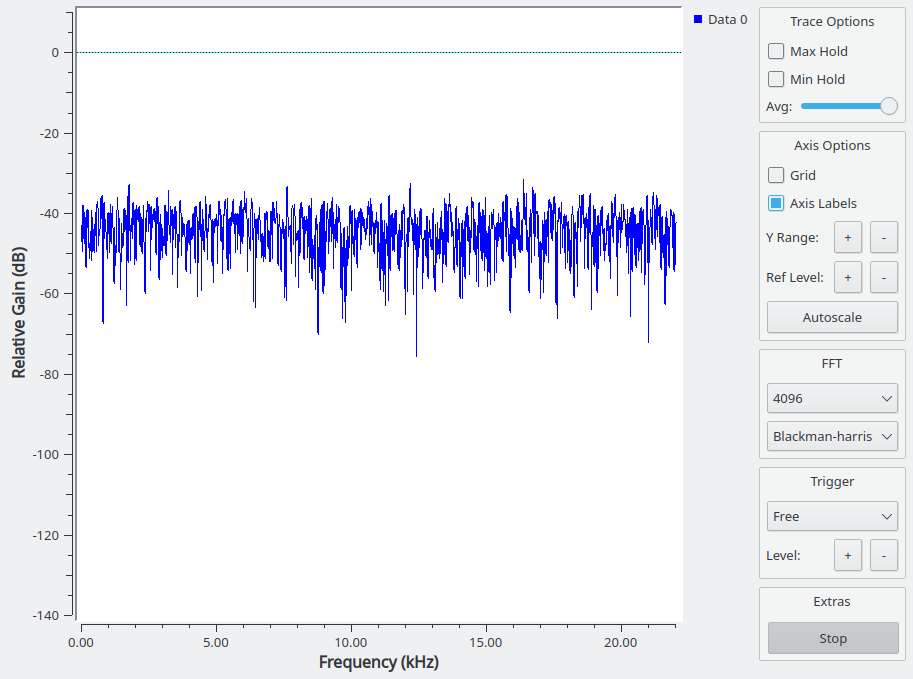 0
-20
-40
-60
-80
-100
-120
-140
Relative Gain (dB)
0.00 5.00 10.00 15.00 20.00
Frequency (kHz)
Data 0
Trace Options
Max Hold
Min Hold
Avg:
Axis Options
Grid
Axis Labels
Y Range: + -
Ref Level: + -
Autoscale
FFT
4096
Blackman-harris
Trigger
Free
Level: + -
Extras
Stop